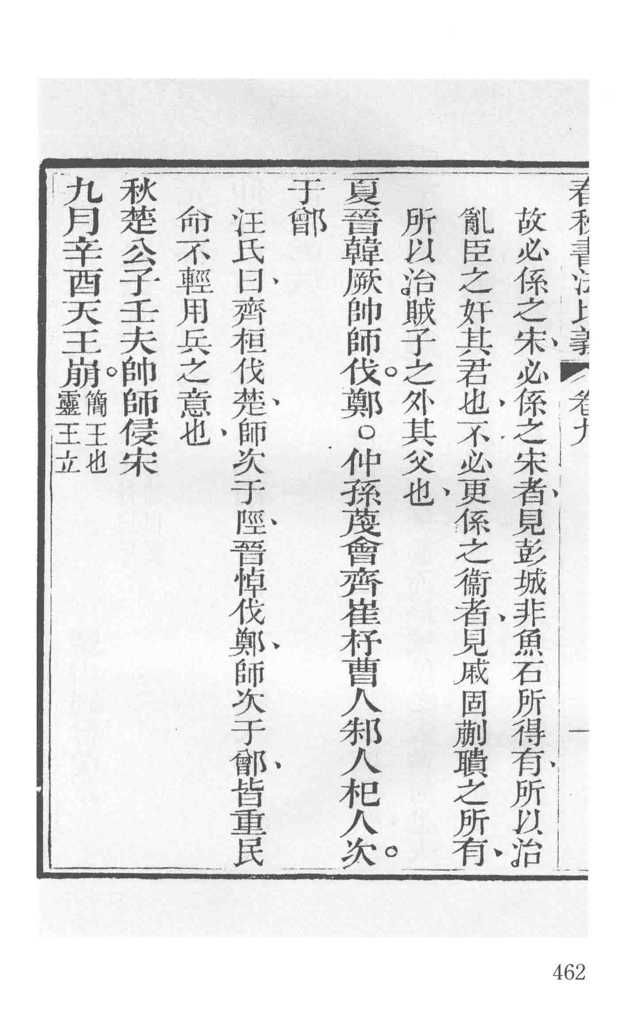 春秋書法比義　卷九　一
故必係之宋、必係之宋者、見彭城非魚石所得有、所以治
亂臣之奸其君也、不必更係之衞者、見戚固蒯聵之所有、
所以治賊子之外其父也、
夏晉韓厥帥師伐鄭○仲孫蔑會齊崔杼曹人邾人杞人次。
于鄫
汪氏曰、齊桓伐楚、師次于陘、晉悼伐鄭、師次于鄫、皆重民
命不輕用兵之意也、
秋楚公子壬夫帥師侵宋
九月辛酉天王崩。簡王也靈王立
462